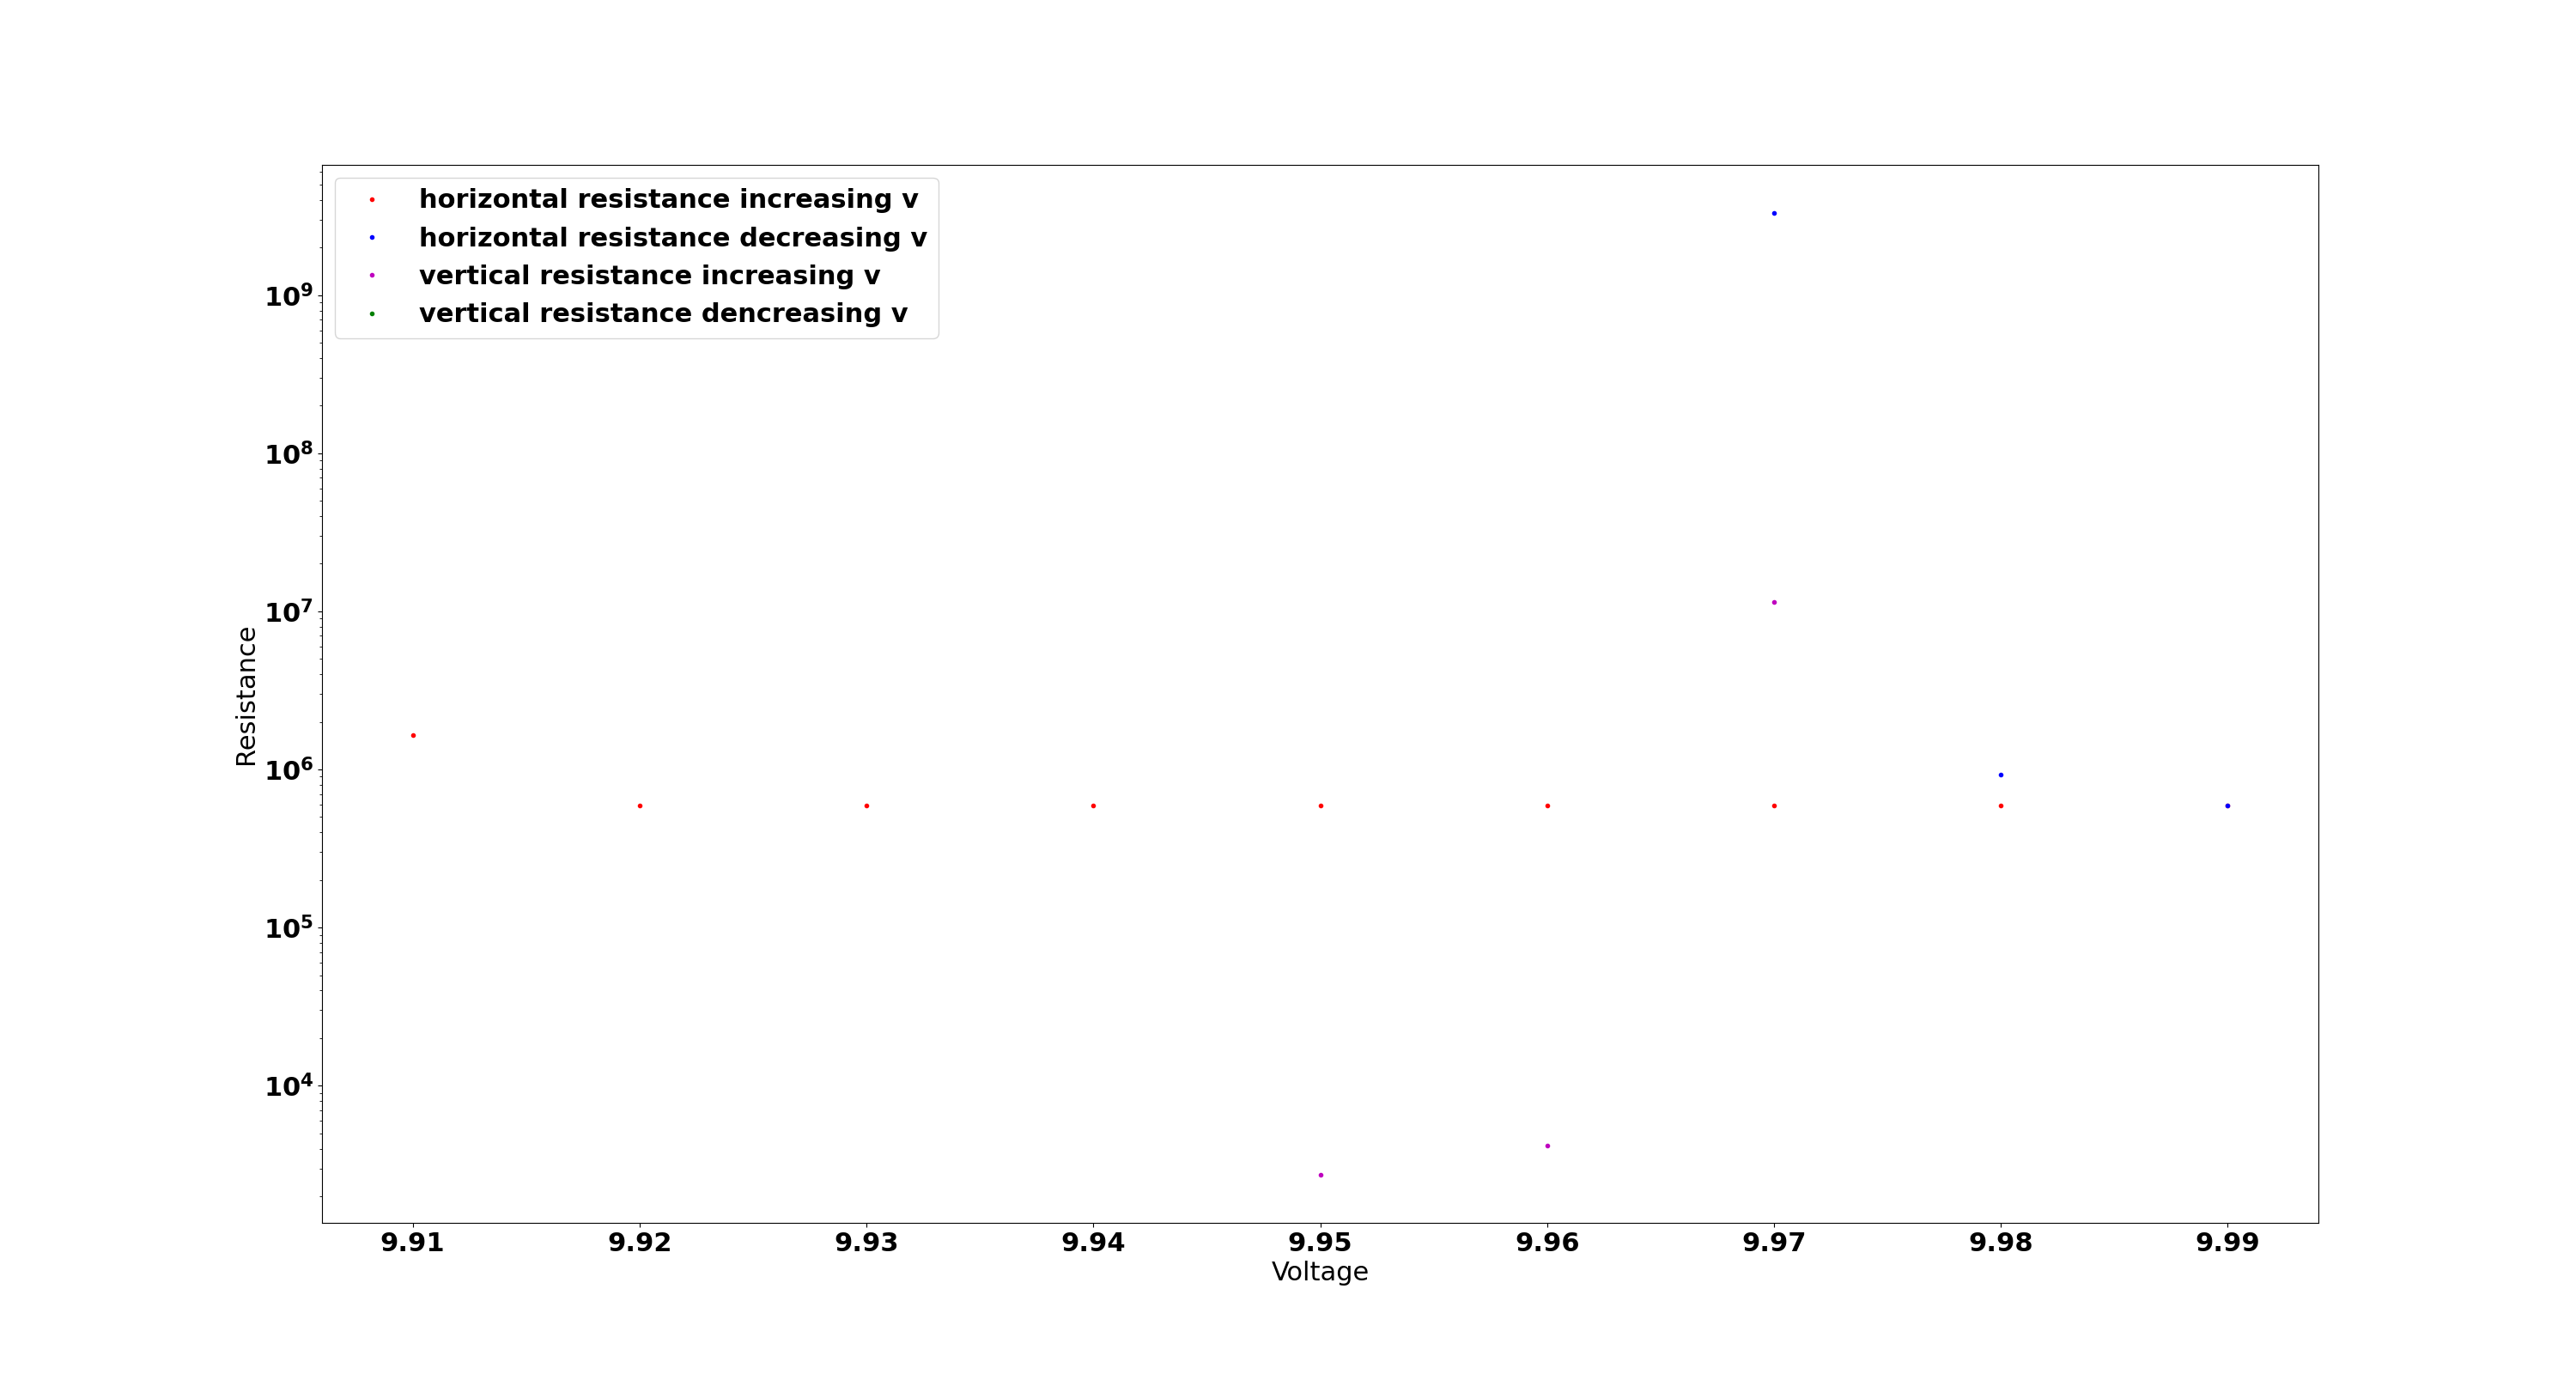 horizontal resistance increasing v
horizontal resistance decreasing v
vertical resistance increasing v
vertical resistance dencreasing v
10⁹
10⁸
10⁷
10⁶
10⁵
10⁴
Resistance
9.91 9.92 9.93 9.94 9.95 9.96 9.97 9.98 9.99
Voltage